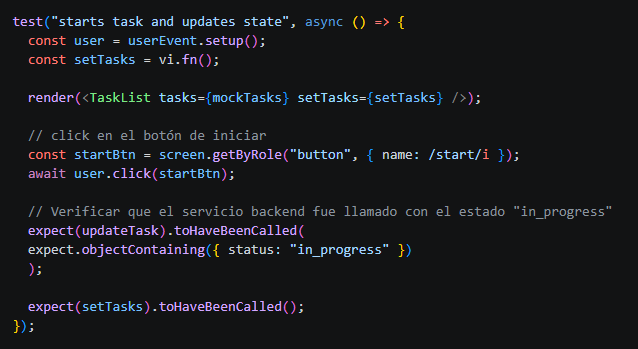 test("starts task and updates state", async () => {
  const user = userEvent.setup();
  const setTasks = vi.fn();

  render(<TaskList tasks={mockTasks} setTasks={setTasks} />);

  // click en el botón de iniciar
  const startBtn = screen.getByRole("button", { name: /start/i });
  await user.click(startBtn);

  // Verificar que el servicio backend fue llamado con el estado "in_progress"
  expect(updateTask).toHaveBeenCalled(
  expect.objectContaining({ status: "in_progress" })
  );

  expect(setTasks).toHaveBeenCalled();
});